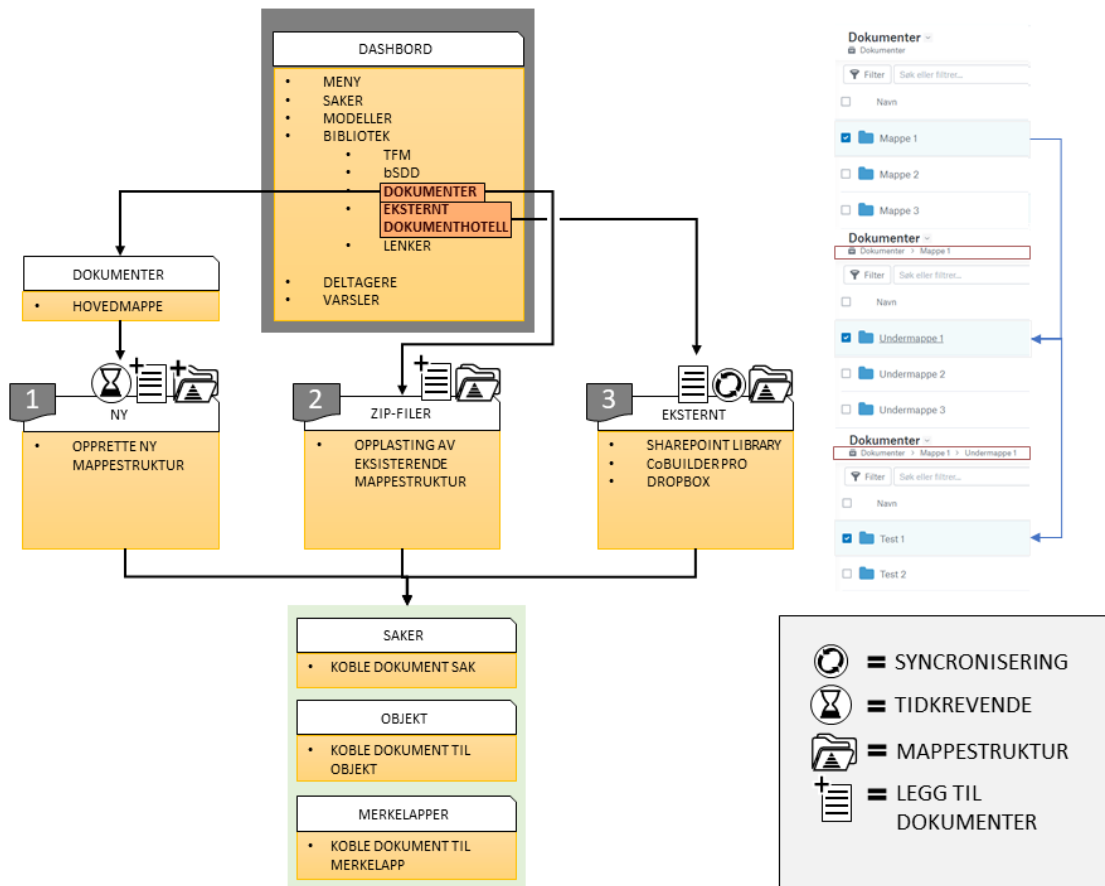 DASHBORD
MENY
SAKER
MODELLER
BIBLIOTEK
TFM
bSDD
DOKUMENTER
EKSTERNT
DOKUMENTHOTELL
LENKER
DELTAGERE
VARSLER
DOKUMENTER
HOVEDMAPPE
1
NY
OPPRETTE NY
MAPPESTRUKTUR
2
ZIP-FILER
OPPLASTING AV
EKSISTERENDE
MAPPESTRUKTUR
3
EKSTERNT
SHAREPOINT LIBRARY
CoBUILDER PRO
DROPBOX
SAKER
KOBLE DOKUMENT SAK
OBJEKT
KOBLE DOKUMENT TIL
OBJEKT
MERKELAPPER
KOBLE DOKUMENT TIL
MERKELAPP
Dokumenter
Dokumenter
Filter Søk eller filtrer...
Navn
Mappe 1
Mappe 2
Mappe 3
Dokumenter
Dokumenter > Mappe 1
Filter Søk eller filtrer...
Navn
Undermappe 1
Undermappe 2
Undermappe 3
Dokumenter
Dokumenter > Mappe 1 > Undermappe 1
Filter Søk eller filtrer...
Navn
Test 1
Test 2
= SYNCRONISERING
= TIDKREVENDE
= MAPPESTRUKTUR
= LEGG TIL
DOKUMENTER